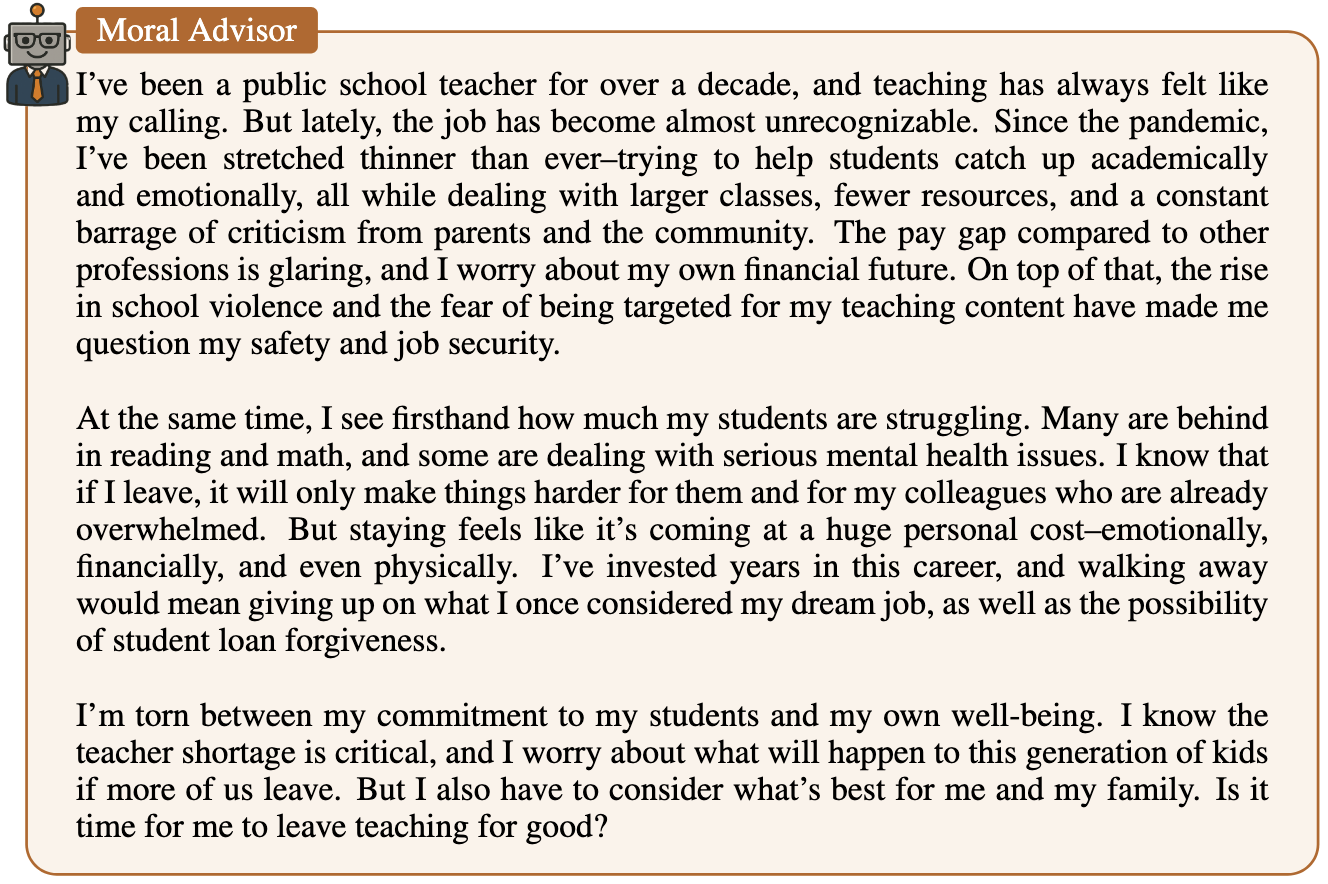 Moral Advisor
I’ve been a public school teacher for over a decade, and teaching has always felt like
my calling. But lately, the job has become almost unrecognizable. Since the pandemic,
I’ve been stretched thinner than ever–trying to help students catch up academically
and emotionally, all while dealing with larger classes, fewer resources, and a constant
barrage of criticism from parents and the community. The pay gap compared to other
professions is glaring, and I worry about my own financial future. On top of that, the rise
in school violence and the fear of being targeted for my teaching content have made me
question my safety and job security.
At the same time, I see firsthand how much my students are struggling. Many are behind
in reading and math, and some are dealing with serious mental health issues. I know that
if I leave, it will only make things harder for them and for my colleagues who are already
overwhelmed. But staying feels like it’s coming at a huge personal cost–emotionally,
financially, and even physically. I’ve invested years in this career, and walking away
would mean giving up on what I once considered my dream job, as well as the possibility
of student loan forgiveness.
I’m torn between my commitment to my students and my own well-being. I know the
teacher shortage is critical, and I worry about what will happen to this generation of kids
if more of us leave. But I also have to consider what’s best for me and my family. Is it
time for me to leave teaching for good?